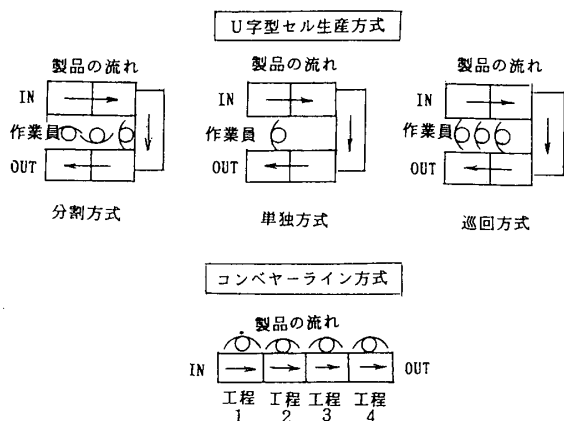 U字型セル生産方式
製品の流れ 製品の流れ 製品の流れ
IN IN IN
作業員 作業員 作業員
OUT OUT OUT
分割方式 単独方式 巡回方式
コンベヤーライン方式
製品の流れ
IN OUT
工程 工程 工程 工程
1 2 3 4